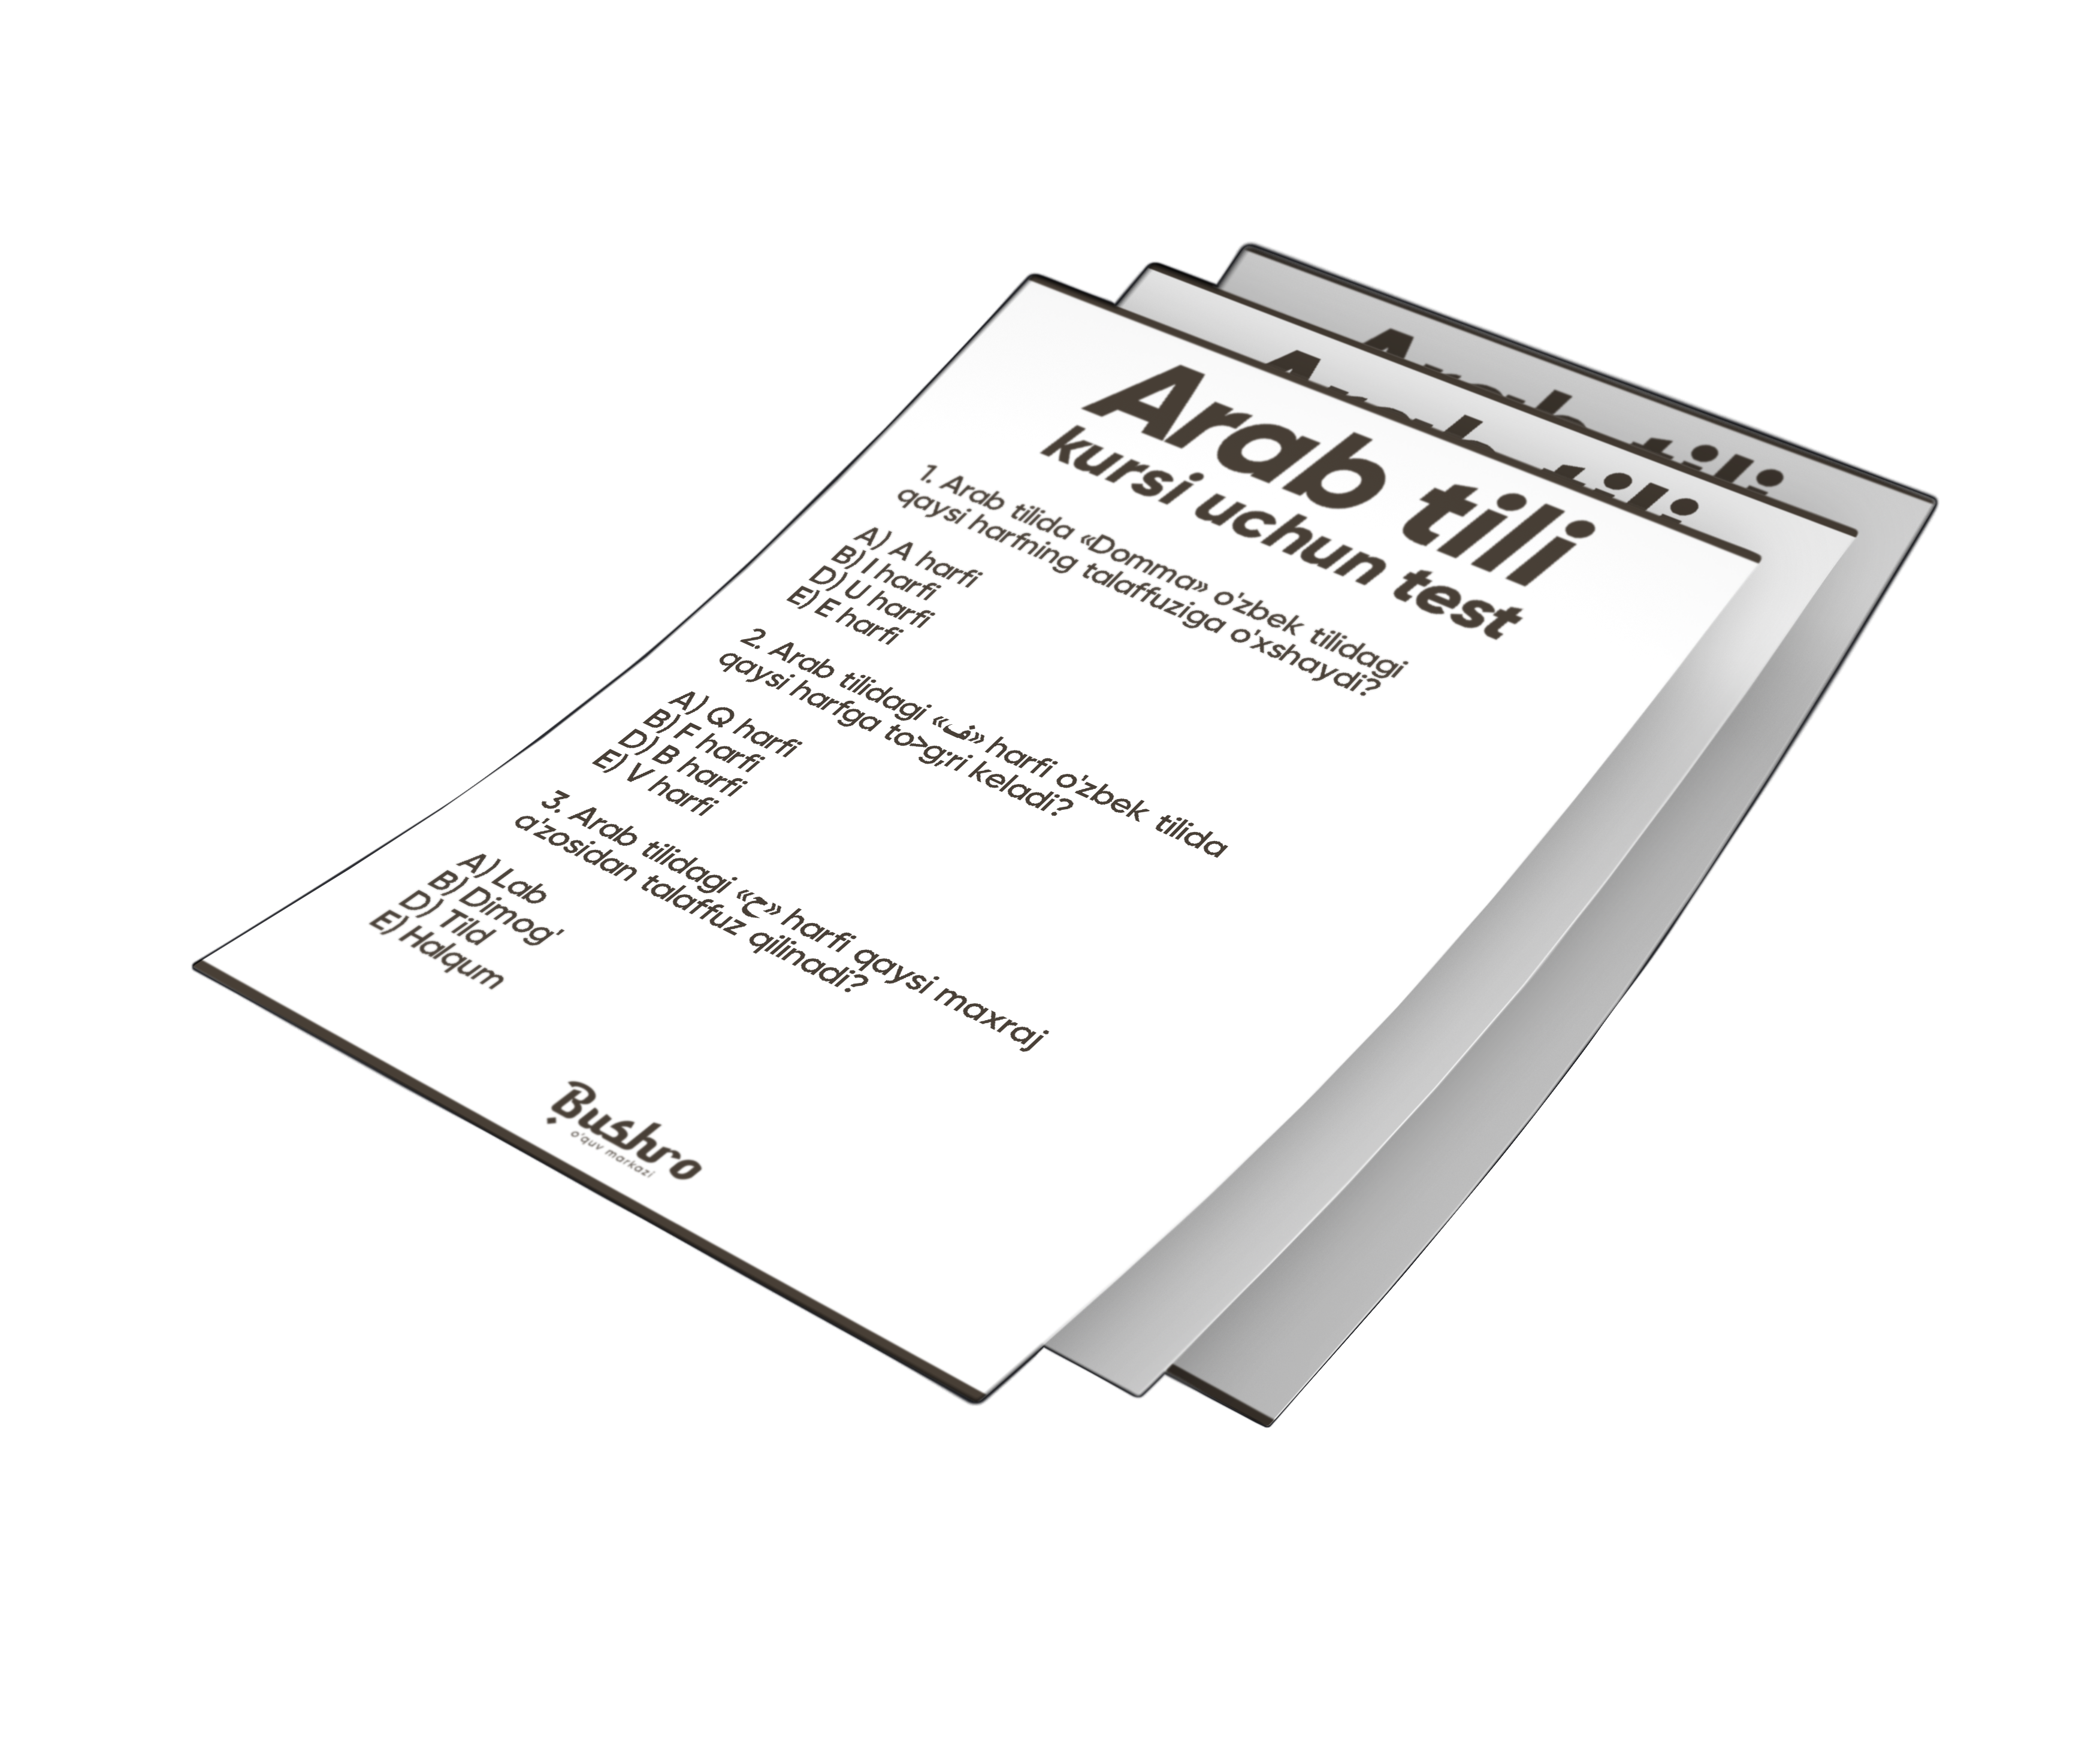 Arab tili
kursi uchun test
1. Arab tilida «Domma» o'zbek tilidagi
qaysi harfning talaffuziga o'xshaydi?
A) A harfi
B) I harfi
D) U harfi
E) E harfi
2. Arab tilidagi «ف» harfi o'zbek tilida
qaysi harfga to>g;ri keladi?
A) Q harfi
B) F harfi
D) B harfi
E) V harfi
3. Arab tilidagi «ح» harfi qaysi maxraj
a'zosidan talaffuz qilinadi?
A) Lab
B) Dimog'
D) Tild
E) Halqum
Bushro
o'quv markazi